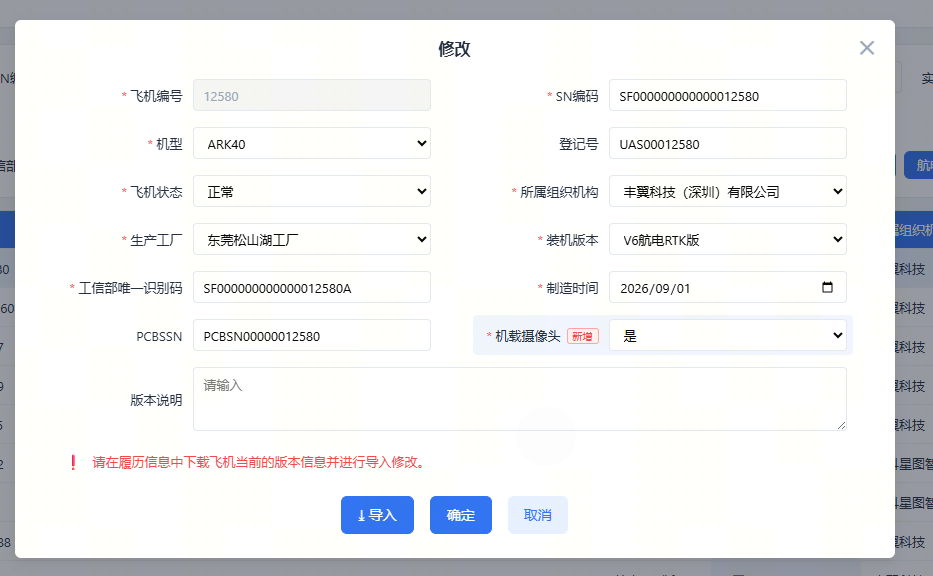 修改
* 飞机编号 12580 * SN编码 SF000000000000012580
* 机型 ARK40 登记号 UAS00012580
* 飞机状态 正常 * 所属组织机构 丰翼科技（深圳）有限公司
* 生产工厂 东莞松山湖工厂 * 装机版本 V6航电RTK版
* 工信部唯一识别码 SF000000000000012580A * 制造时间 2026/09/01
PCBSSN PCBSN00000012580 * 机载摄像头 新增 是
版本说明 请输入
请在履历信息中下载飞机当前的版本信息并进行导入修改。
导入 确定 取消